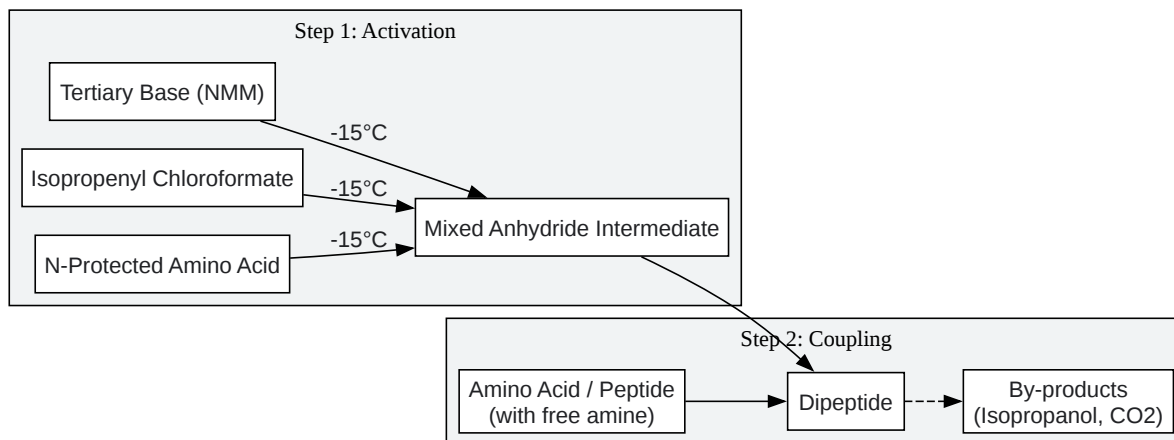 Step 1: Activation
Tertiary Base (NMM)
-15°C
Isopropenyl Chloroformate
-15°C
Mixed Anhydride Intermediate
-15°C
N-Protected Amino Acid
Step 2: Coupling
Amino Acid / Peptide
(with free amine)
Dipeptide
By-products
(Isopropanol, CO2)